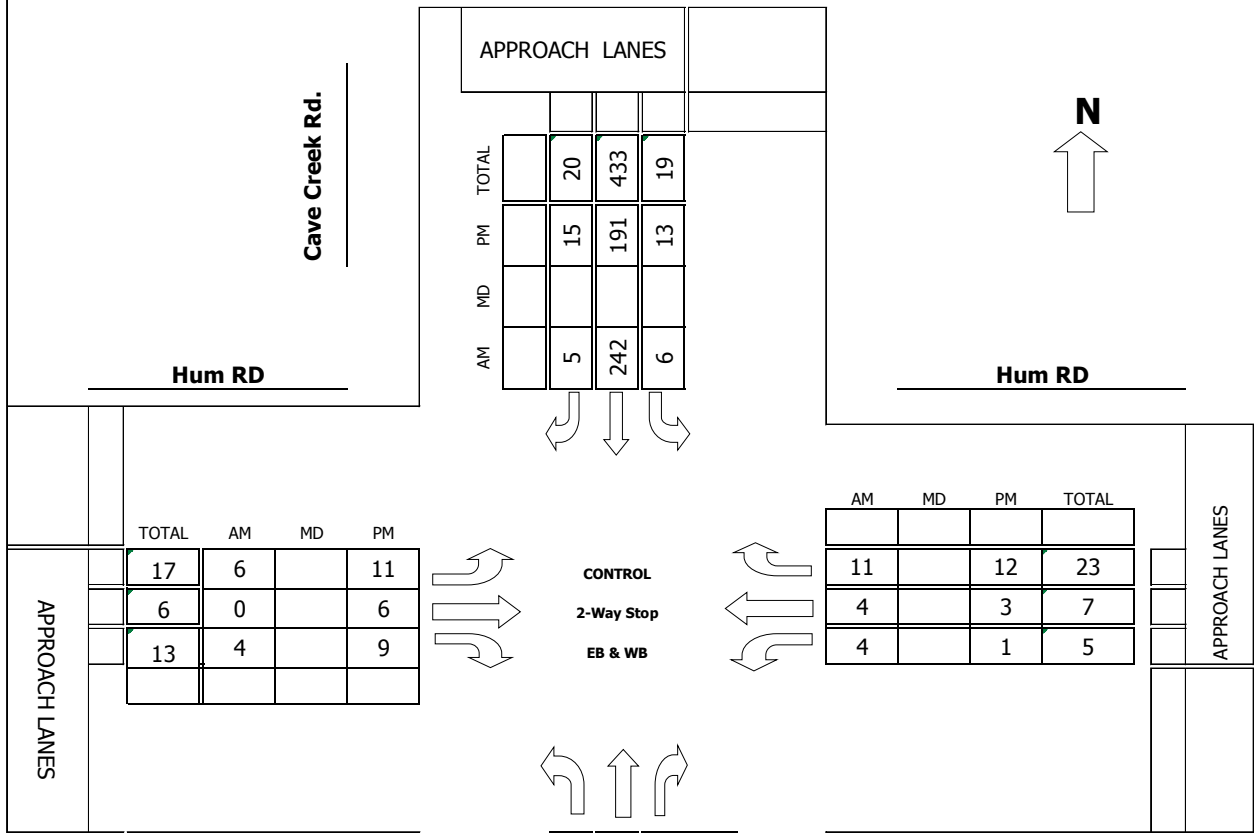 APPROACH LANES
Cave Creek Rd.
N
TOTAL 20 433 19
PM 15 191 13
MD
AM 5 242 6
Hum RD
Hum RD
AM MD PM TOTAL
11 12 23
4 3 7
4 1 5
APPROACH LANES
TOTAL AM MD PM
17 6 11
6 0 6
13 4 9
APPROACH LANES
CONTROL
2-Way Stop
EB & WB